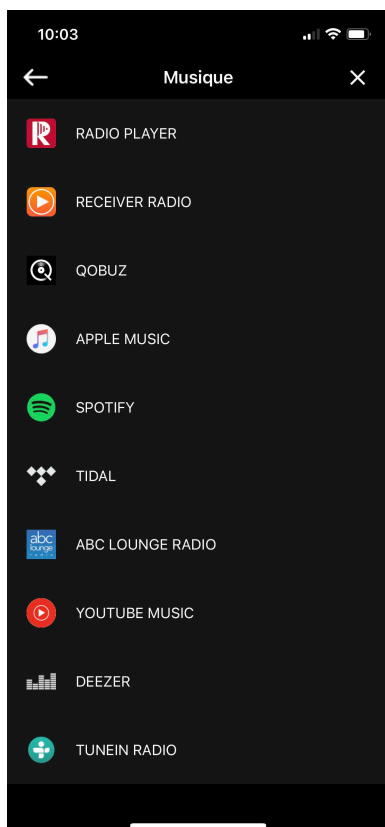 10:03
Musique
RADIO PLAYER
RECEIVER RADIO
QOBUZ
APPLE MUSIC
SPOTIFY
TIDAL
abc
lounge
radio
ABC LOUNGE RADIO
YOUTUBE MUSIC
DEEZER
TUNEIN RADIO